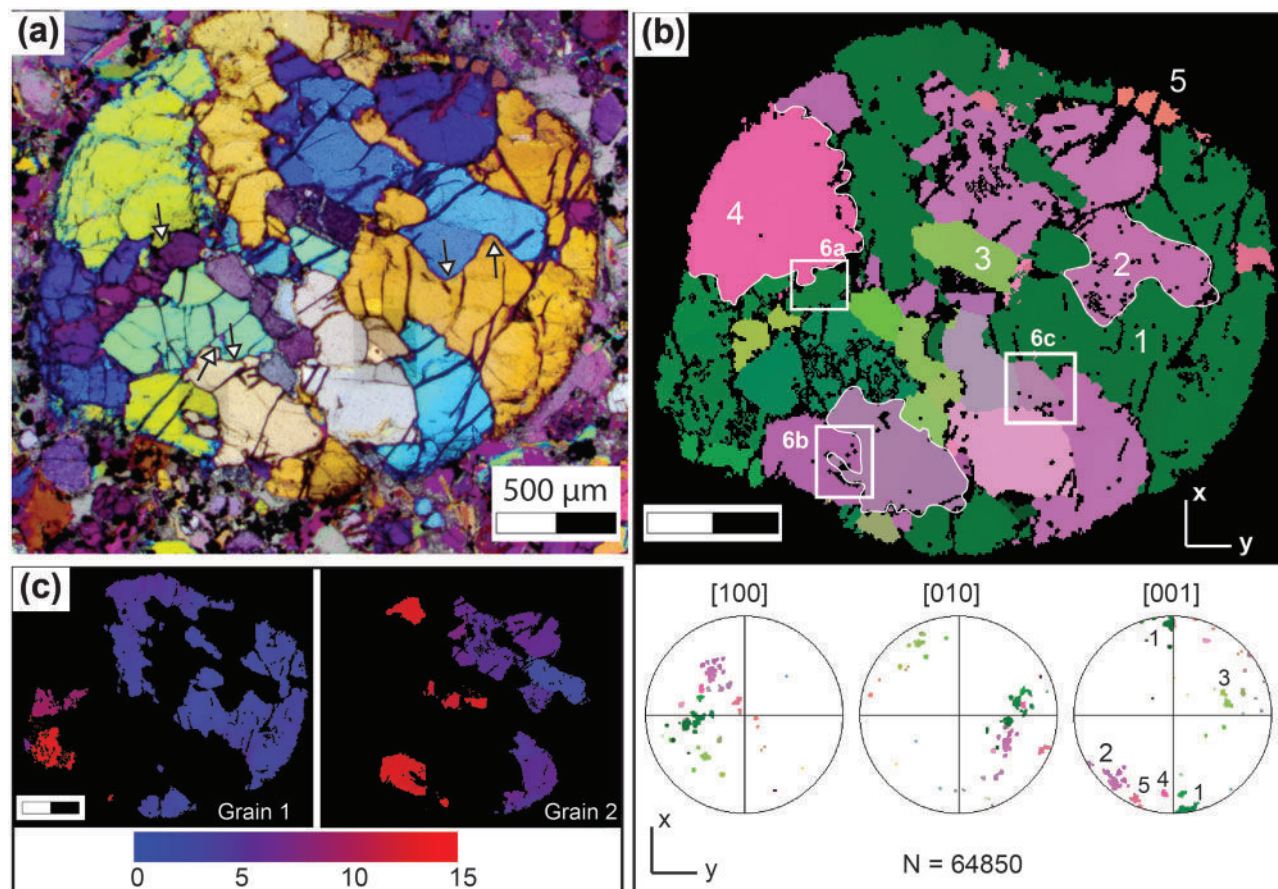 (a)
500 µm
(b)
5
4
3
2
6a
1
6c
6b
x
y
(c)
Grain 1
Grain 2
0 5 10 15
[100] [010] [001]
1
3
2
5 4 1
x
y
N = 64850